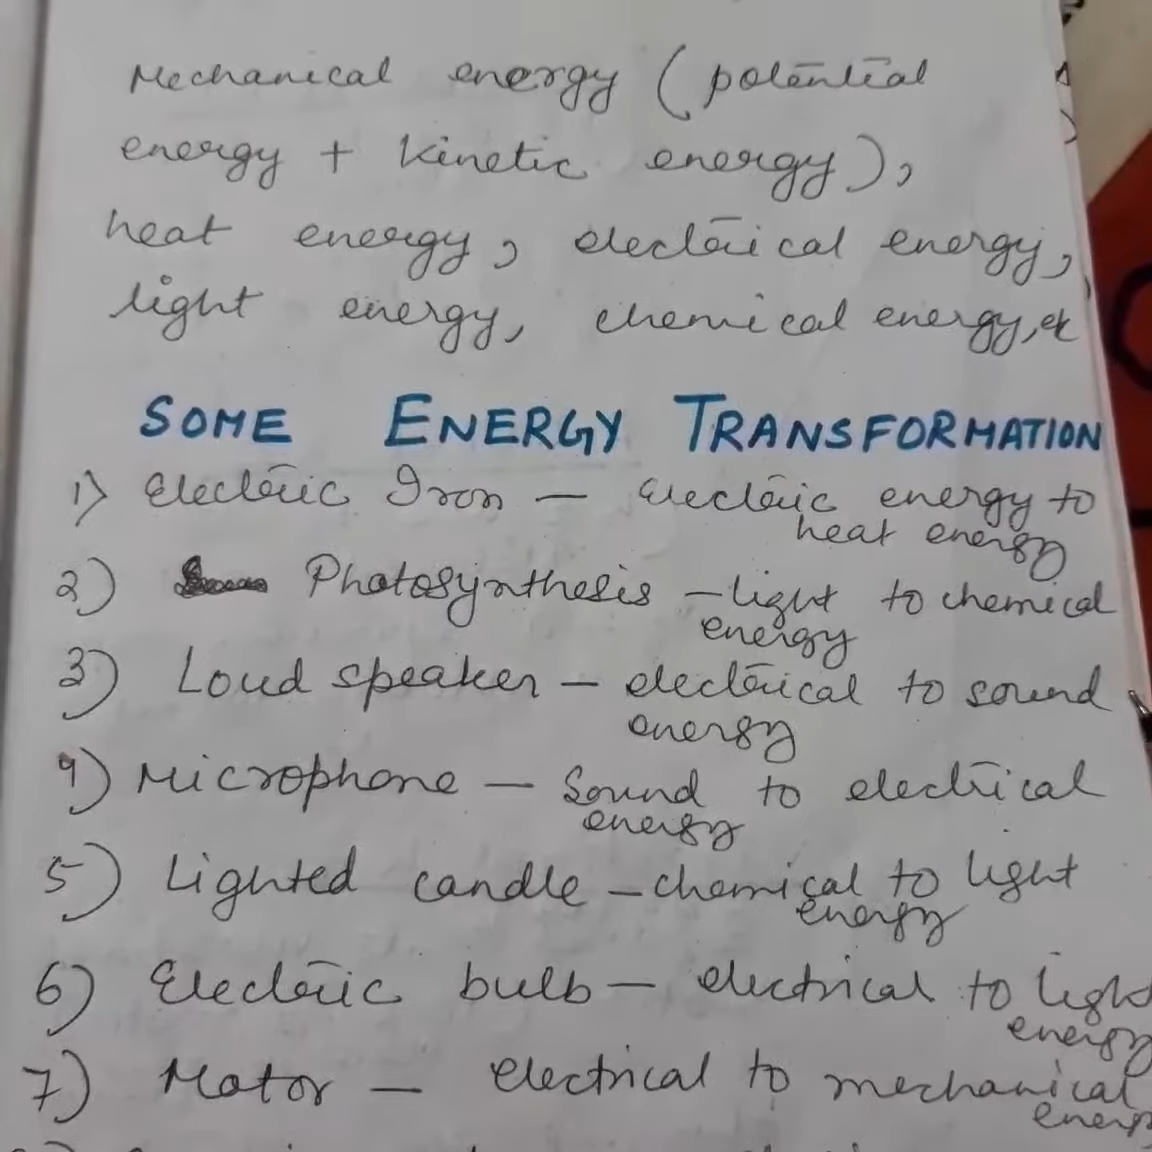 Mechanical energy (potential
energy + kinetic energy),
heat energy, electrical energy,
light energy, chemical energy, etc
SOME ENERGY TRANSFORMATION
1) Electric Iron — Electric energy to
heat energy
2) Photosynthesis — light to chemical
energy
3) Loud speaker — electrical to sound
energy
4) Microphone — Sound to electrical
energy
5) Lighted candle — chemical to light
energy
6) Electric bulb — electrical to light
energy
7) Motor — electrical to mechanical
energy